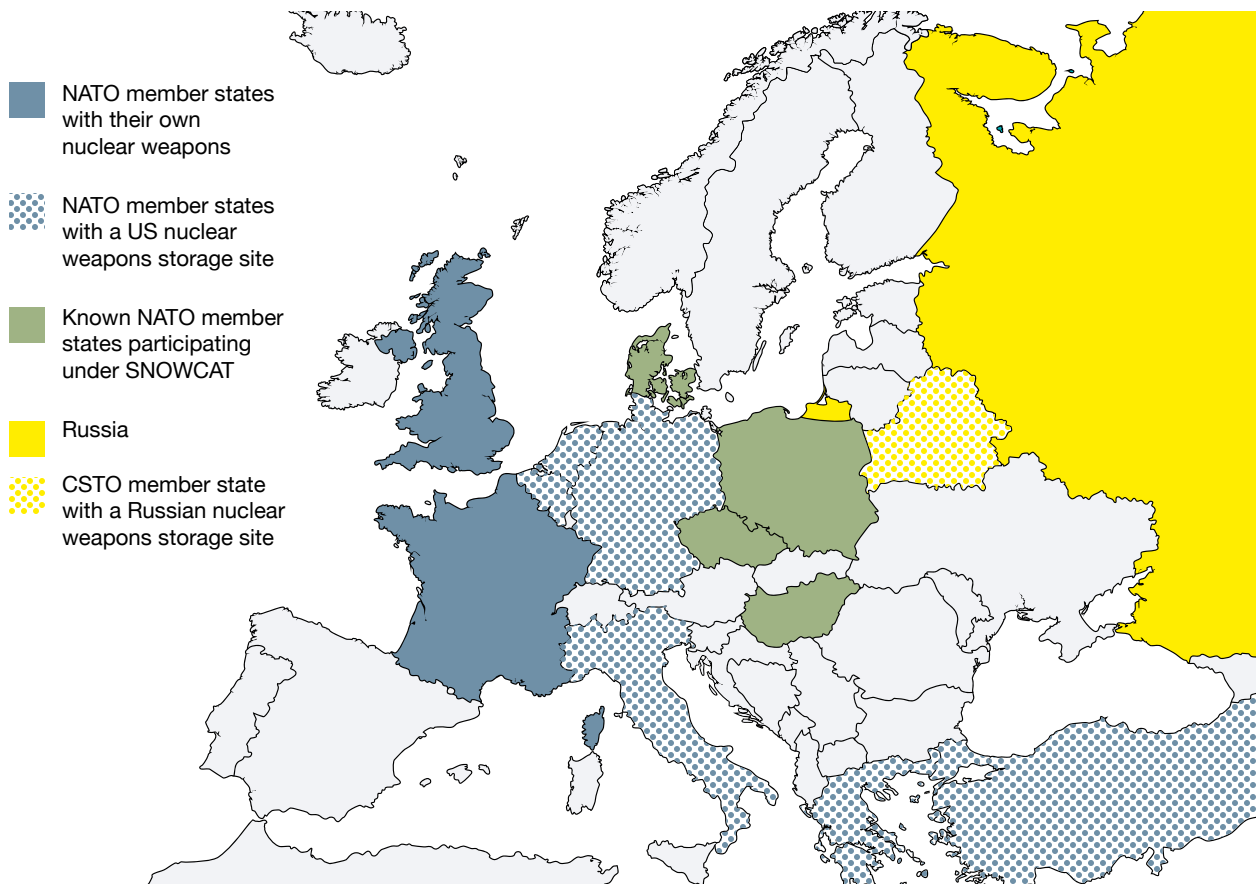 NATO member states
with their own
nuclear weapons
NATO member states
with a US nuclear
weapons storage site
Known NATO member
states participating
under SNOWCAT
Russia
CSTO member state
with a Russian nuclear
weapons storage site